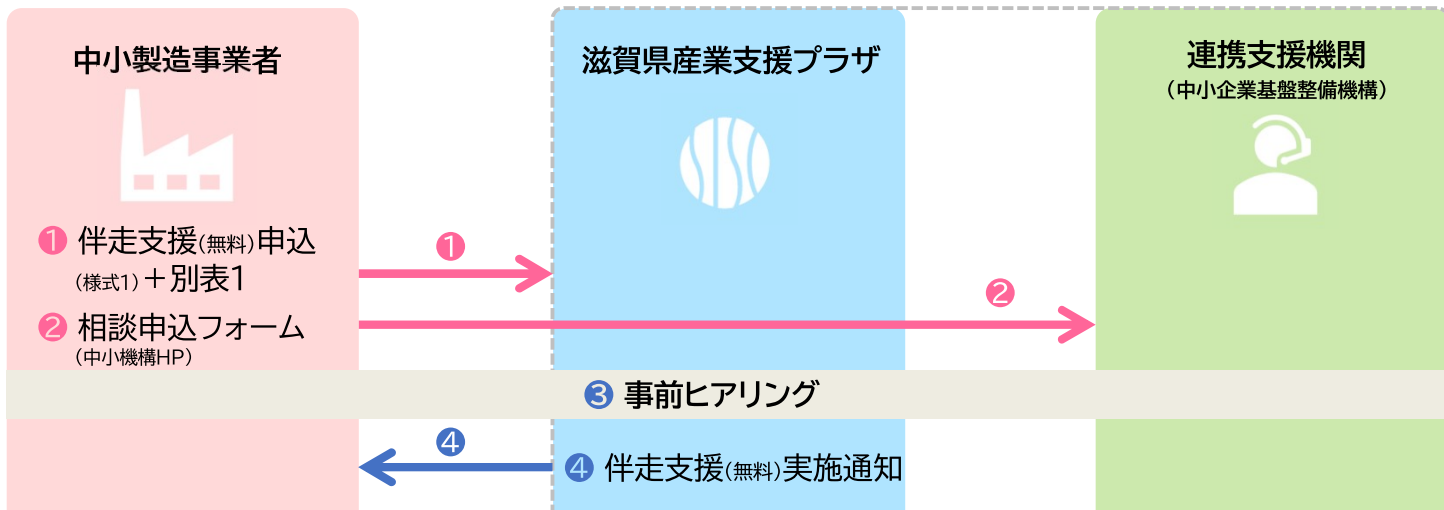 中小製造事業者
滋賀県産業支援プラザ
連携支援機関
（中小企業基盤整備機構）
❶ 伴走支援(無料)申込
(様式1)＋別表1
❶
❷ 相談申込フォーム
(中小機構HP)
❷
❸ 事前ヒアリング
❹
❹ 伴走支援(無料)実施通知